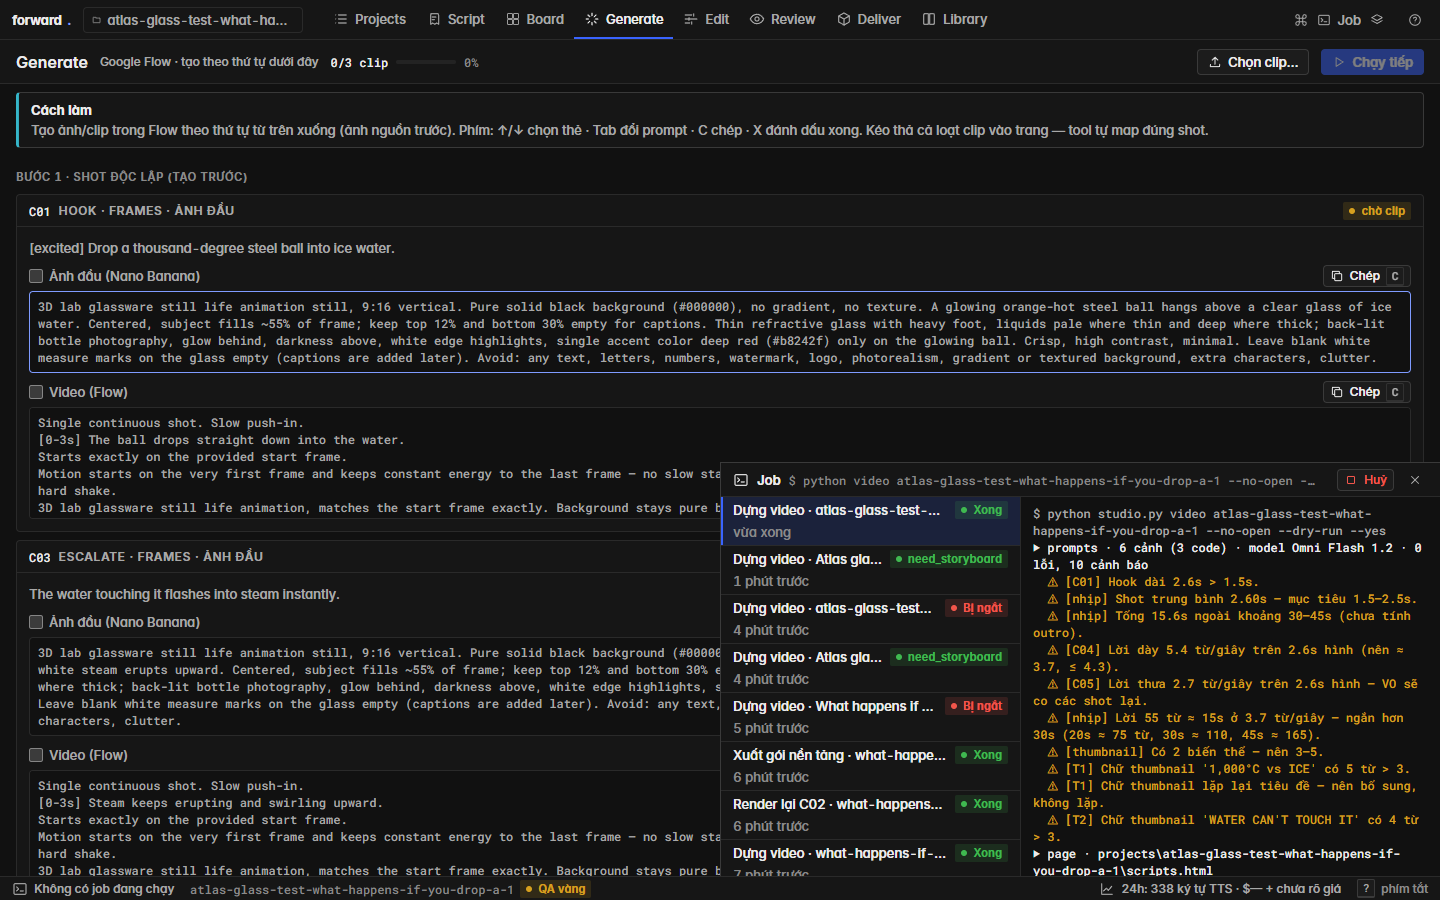 forward .
atlas-glass-test-what-ha...
Projects
Script
Board
Generate
Edit
Review
Deliver
Library
Job
Generate
Google Flow · tạo theo thứ tự dưới đây
0/3 clip
0%
Chọn clip...
Chạy tiếp
Cách làm
Tạo ảnh/clip trong Flow theo thứ tự từ trên xuống (ảnh nguồn trước). Phím: ↑/↓ chọn thẻ · Tab đổi prompt · C chép · X đánh dấu xong. Kéo thả cả loạt clip vào trang — tool tự map đúng shot.
BƯỚC 1 · SHOT ĐỘC LẬP (TẠO TRƯỚC)
C01 HOOK · FRAMES · ẢNH ĐẦU
chờ clip
[excited] Drop a thousand-degree steel ball into ice water.
Ảnh đầu (Nano Banana)
Chép C
3D lab glassware still life animation still, 9:16 vertical. Pure solid black background (#000000), no gradient, no texture. A glowing orange-hot steel ball hangs above a clear glass of ice
water. Centered, subject fills ~55% of frame; keep top 12% and bottom 30% empty for captions. Thin refractive glass with heavy foot, liquids pale where thin and deep where thick; back-lit
bottle photography, glow behind, darkness above, white edge highlights, single accent color deep red (#b8242f) only on the glowing ball. Crisp, high contrast, minimal. Leave blank white
measure marks on the glass empty (captions are added later). Avoid: any text, letters, numbers, watermark, logo, photorealism, gradient or textured background, extra characters, clutter.
Video (Flow)
Chép C
Single continuous shot. Slow push-in.
[0-3s] The ball drops straight down into the water.
Starts exactly on the provided start frame.
Motion starts on the very first frame and keeps constant energy to the last frame — no slow sta
hard shake.
3D lab glass still life animation, matches the start frame exactly. Background stays pure b
C03 ESCALATE · FRAMES · ẢNH ĐẦU
The water touching it flashes into steam instantly.
Ảnh đầu (Nano Banana)
3D lab glassware still life animation still, 9:16 vertical. Pure solid black background (#0000
white steam erupts upward. Centered, subject fills ~55% of frame; keep top 12% and bottom 30% e
where thick; back-lit bottle photography, glow behind, darkness above, white edge highlights, s
Leave blank white measure marks on the glass empty (captions are added later). Avoid: any text,
characters, clutter.
Video (Flow)
Single continuous shot. Slow push-in.
[0-3s] Steam keeps erupting and swirling upward.
Starts exactly on the provided start frame.
Motion starts on the very first frame and keeps constant energy to the last frame — no slow sta
hard shake.
3D lab glass still life animation, matches the start frame exactly. Background stays pure b
Job $ python video atlas-glass-test-what-happens-if-you-drop-a-1 --no-open -…
Huỷ
Dựng video · atlas-glass-test-...
Xong
vừa xong
Dựng video · Atlas gla...
need_storyboard
1 phút trước
Dựng video · atlas-glass-test...
Bị ngắt
4 phút trước
Dựng video · Atlas gla...
need_storyboard
4 phút trước
Dựng video · What happens if ...
Bị ngắt
5 phút trước
Xuất gói nền tảng · what-happe...
Xong
6 phút trước
Render lại C02 · what-happens...
Xong
6 phút trước
Dựng video · what-happens-if-...
Xong
7 phút trước
$ python studio.py video atlas-glass-test-what-
happens-if-you-drop-a-1 --no-open --dry-run --yes
▶ prompts · 6 cảnh (3 code) · model Omni Flash 1.2 · 0
lỗi, 10 cảnh báo
⚠ [C01] Hook dài 2.6s > 1.5s.
⚠ [nhịp] Shot trung bình 2.60s — mục tiêu 1.5–2.5s.
⚠ [nhịp] Tổng 15.6s ngoài khoảng 30–45s (chưa tính
outro).
⚠ [C04] Lời dày 5.4 từ/giây trên 2.6s hình (nên ≈
3.7, ≤ 4.3).
⚠ [C05] Lời thưa 2.7 từ/giây trên 2.6s hình — VO sẽ
co các shot lại.
⚠ [nhịp] Lời 55 từ ≈ 15s ở 3.7 từ/giây — ngắn hơn
30s (20s ≈ 75 từ, 30s ≈ 110, 45s ≈ 165).
⚠ [thumbnail] Có 2 biến thể — nên 3–5.
⚠ [T1] Chữ thumbnail '1,000°C vs ICE' có 5 từ > 3.
⚠ [T1] Chữ thumbnail lặp lại tiêu đề — nên bổ sung,
không lặp.
⚠ [T2] Chữ thumbnail 'WATER CAN'T TOUCH IT' có 4 từ
> 3.
▶ page · projects\atlas-glass-test-what-happens-if-
you-drop-a-1\scripts.html
Không có job đang chạy
atlas-glass-test-what-happens-if-you-drop-a-1
QA vàng
24h: 338 ký tự TTS · $— + chưa rõ giá
? phím tắt